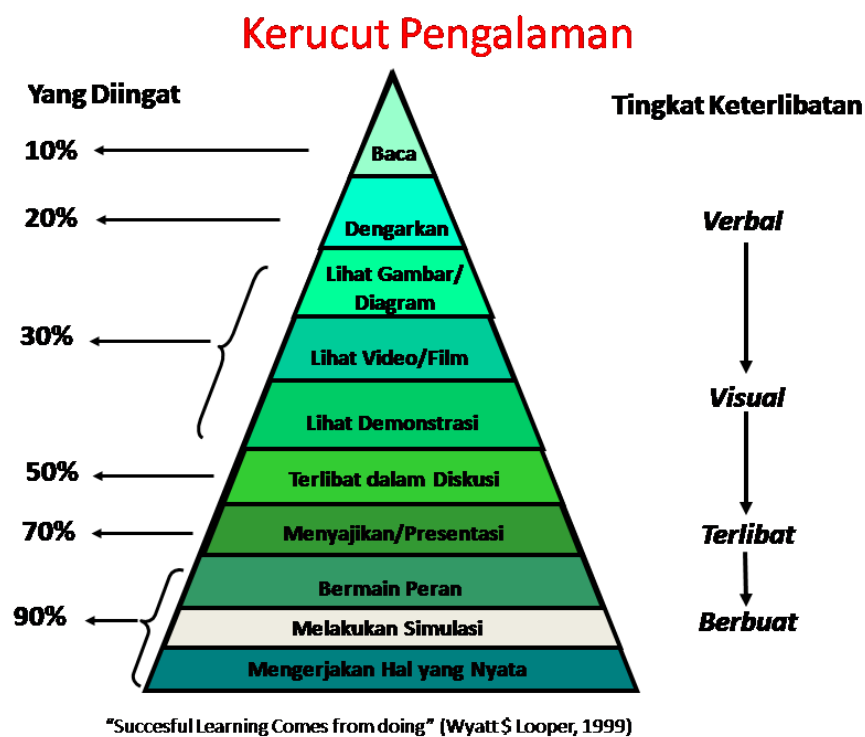 Kerucut Pengalaman
Yang Diingat
Tingkat Keterlibatan
10%
Baca
20%
Dengarkan
Verbal
Lihat Gambar/
Diagram
30%
Lihat Video/Film
Visual
Lihat Demonstrasi
50%
Terlibat dalam Diskusi
70%
Menyajikan/Presentasi
Terlibat
Bermain Peran
90%
Melakukan Simulasi
Berbuat
Mengerjakan Hal yang Nyata
“Succesful Learning Comes from doing” (Wyatt $ Looper, 1999)